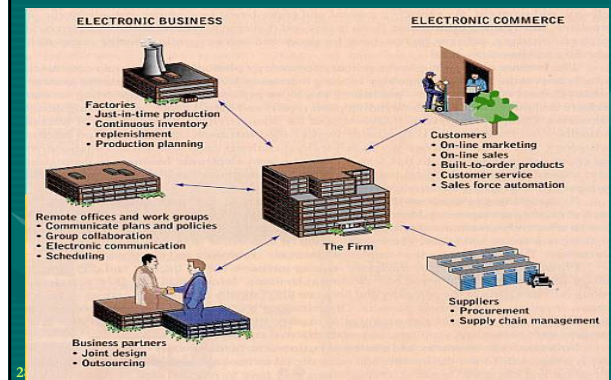 ELECTRONIC BUSINESS
ELECTRONIC COMMERCE
Factories
• Just-in-time production
• Continuous inventory
replenishment
• Production planning
Customers
• On-line marketing
• On-line sales
• Built-to-order products
• Customer service
• Sales force automation
Remote offices and work groups
• Communicate plans and policies
• Group collaboration
• Electronic communication
• Scheduling
The Firm
Suppliers
• Procurement
• Supply chain management
Business partners
• Joint design
• Outsourcing